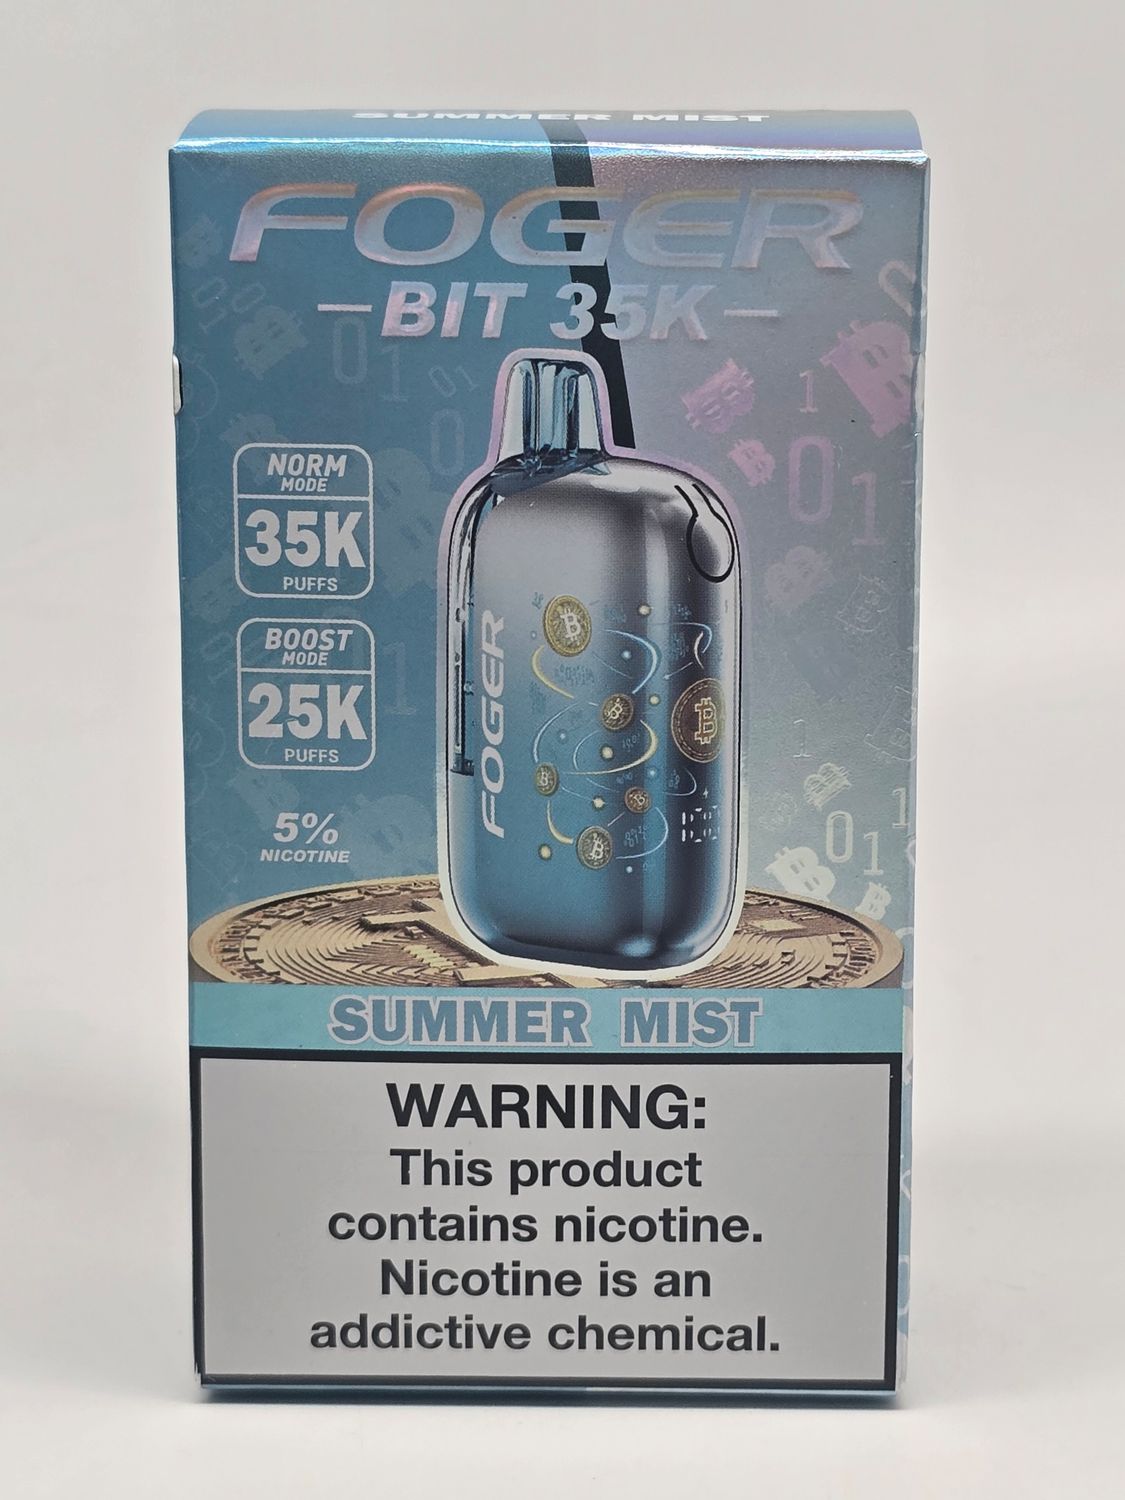 SUMMER MIST
FOGER
BIT 35K
NORM
MODE
35K
PUFFS
BOOST
MODE
25K
PUFFS
5%
NICOTINE
FOGER
SUMMER MIST
WARNING:
This product
contains nicotine.
Nicotine is an
addictive chemical.